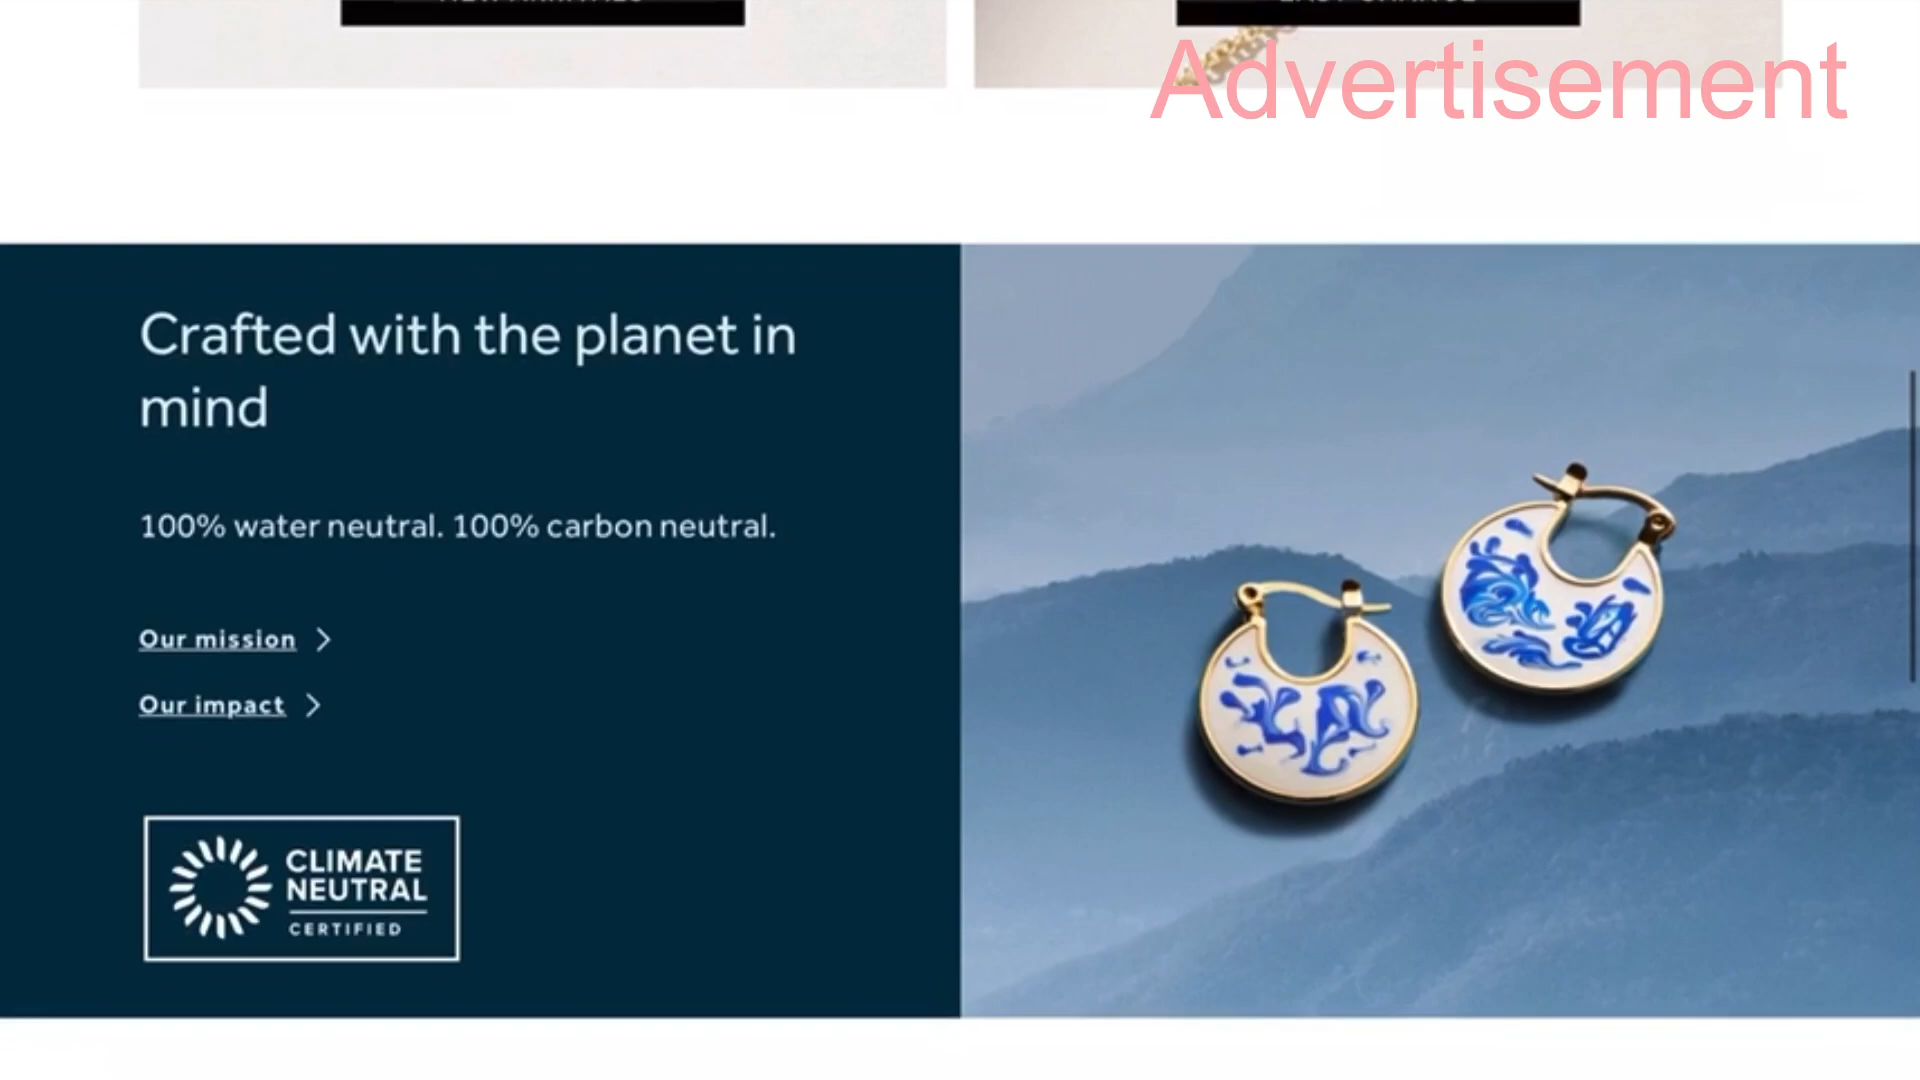 Advertisement
Crafted with the planet in
mind
100% water neutral. 100% carbon neutral.
Our mission
Our impact
CLIMATE
NEUTRAL
CERTIFIED